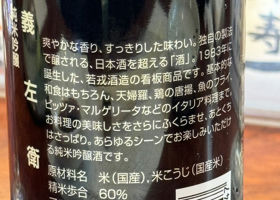 純米吟醸
義左衛
爽やかな香り、すっきりした味わい。独自の製法
で醸される、日本酒を超える「酒」。1983年に
誕生した、若戎酒造の看板商品です。基本的な
和食はもちろん、天婦羅、鶏の唐揚、魚のフライ、
ピッツァ・マルゲリータなどのイタリア料理まで、
お料理の美味しさをさらにふくらませ、あとくち
はさっぱり。あらゆるシーンでお楽しみいただけ
る純米吟醸酒です。
原材料名 米(国産)、米こうじ(国産米)
精米歩合 60%